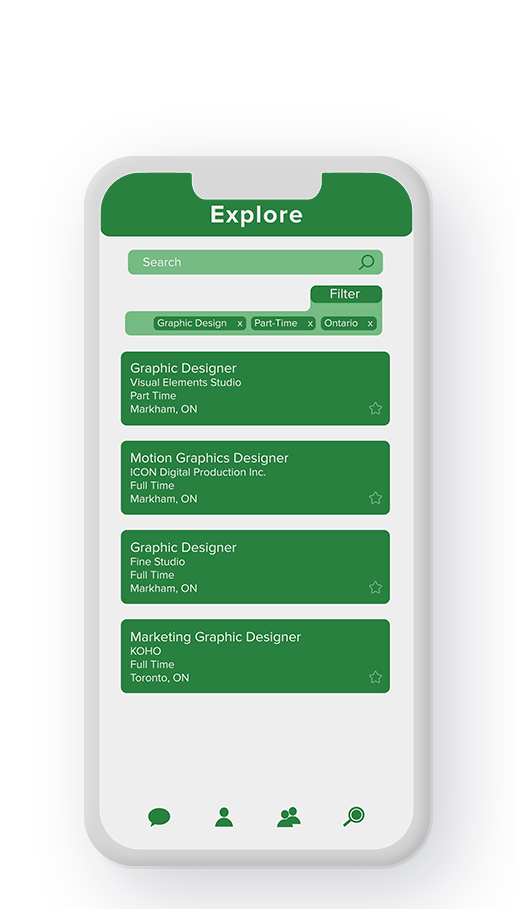 Explore
Search
Filter
Graphic Design x Part-Time x Ontario x
Graphic Designer
Visual Elements Studio
Part Time
Markham, ON
Motion Graphics Designer
ICON Digital Production Inc.
Full Time
Markham, ON
Graphic Designer
Fine Studio
Full Time
Markham, ON
Marketing Graphic Designer
KOHO
Full Time
Toronto, ON